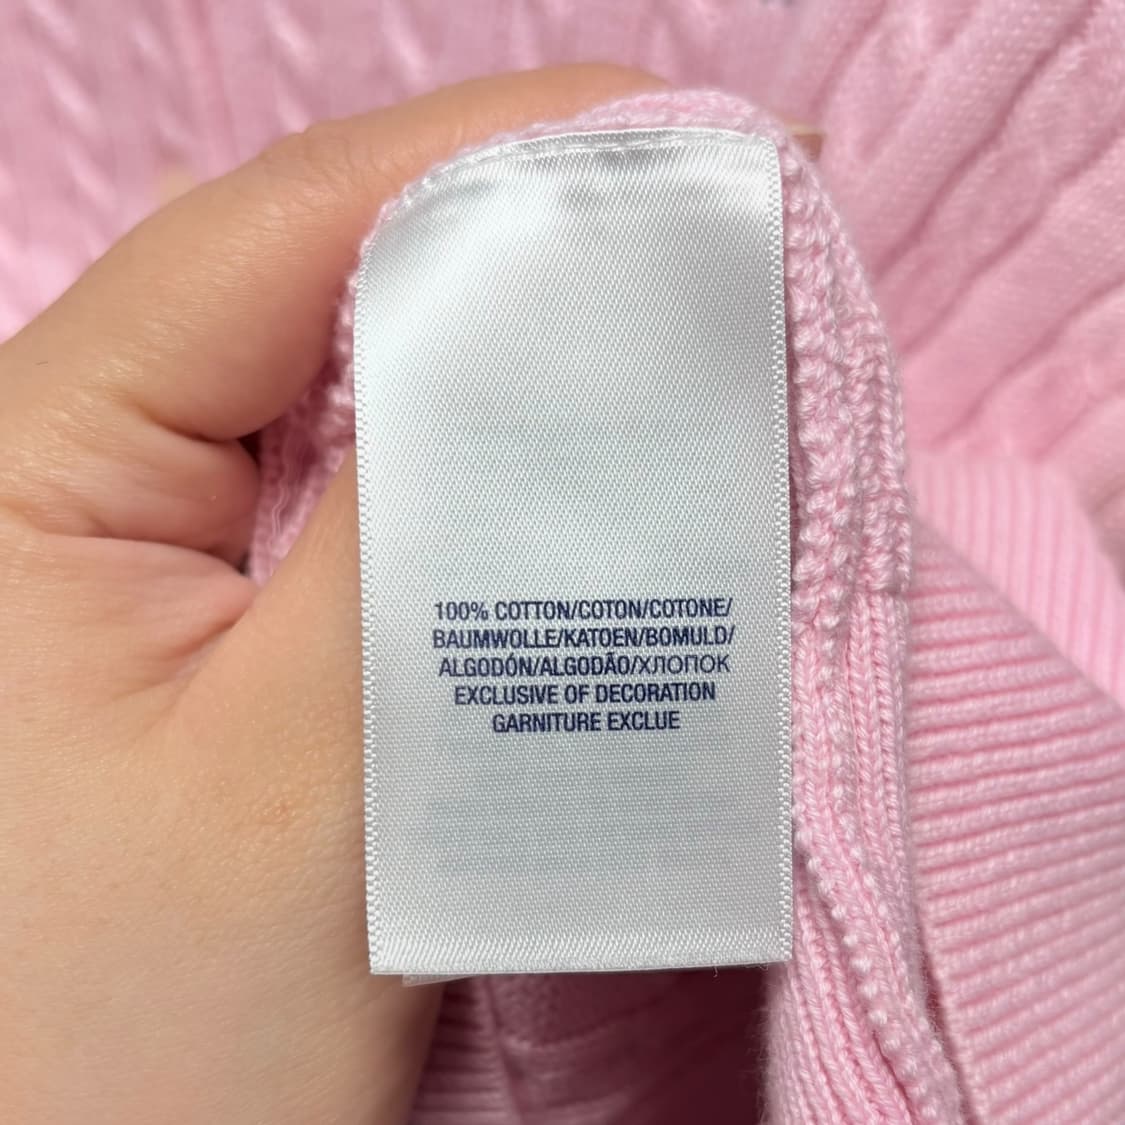 100% COTTON/COTON/COTONE/
BAUMWOLLE/KATOEN/BOMULD/
ALGODÓN/ALGODÃO/ХЛОПОК
EXCLUSIVE OF DECORATION
GARNITURE EXCLUE